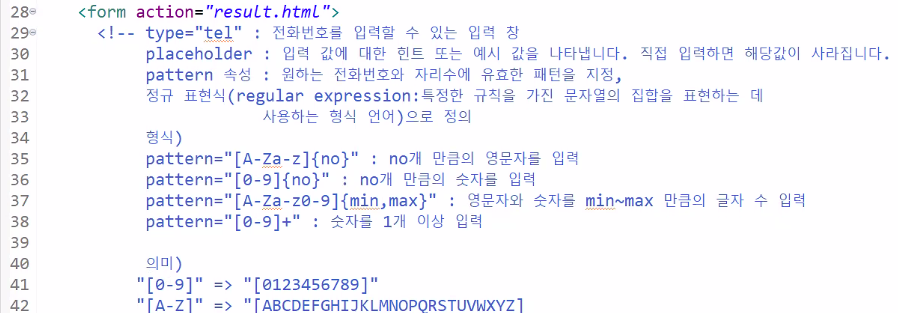 28 <form action="result.html">
29 <!-- type="tel" : 전화번호를 입력할 수 있는 입력 창
30 placeholder : 입력 값에 대한 힌트 또는 예시 값을 나타냅니다. 직접 입력하면 해당값이 사라집니다.
31 pattern 속성 : 원하는 전화번호와 자리수에 유효한 패턴을 지정,
32 정규 표현식(regular expression:특정한 규칙을 가진 문자열의 집합을 표현하는 데
33 사용하는 형식 언어)으로 정의
34 형식)
35 pattern="[A-Za-z]{no}" : no개 만큼의 영문자를 입력
36 pattern="[0-9]{no}" : no개 만큼의 숫자를 입력
37 pattern="[A-Za-z0-9]{min,max}" : 영문자와 숫자를 min~max 만큼의 글자 수 입력
38 pattern="[0-9]+" : 숫자를 1개 이상 입력
39
40 의미)
41 "[0-9]" => "[0123456789]"
42 "[A-Z]" => "[ABCDEFGHIJKLMNOPQRSTUVWXYZ]